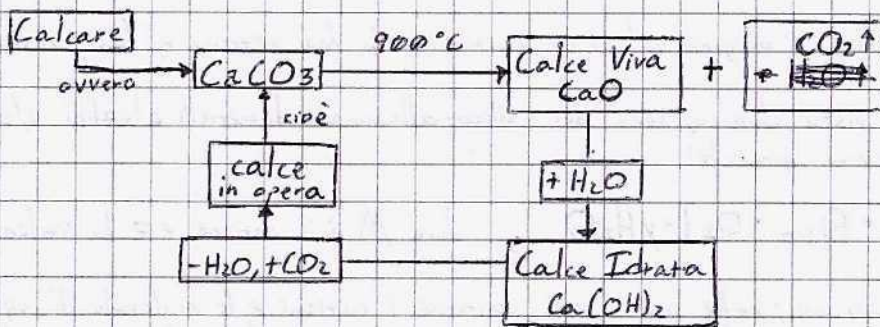 Calcare
ovvero
CaCO3
900°C
Calce Viva
CaO
+
CO2↑
cioè
calce
in opera
+ H2O
-H2O, +CO2
Calce Idrata
Ca(OH)2